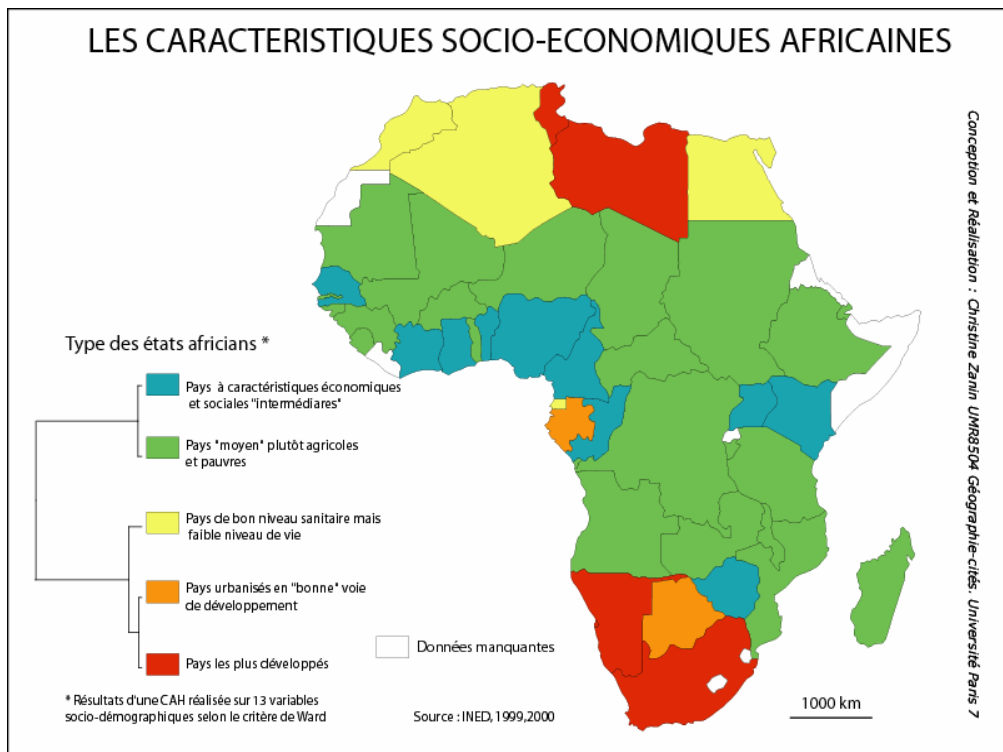 LES CARACTERISTIQUES SOCIO-ECONOMIQUES AFRICAINES
Type des états africians *
Pays à caractéristiques économiques
et sociales "intermédiares"
Pays "moyen" plutôt agricoles
et pauvres
Pays de bon niveau sanitaire mais
faible niveau de vie
Pays urbanisés en "bonne" voie
de développement
Pays les plus développés
Données manquantes
* Résultats d'une CAH réalisée sur 13 variables
socio-démographiques selon le critère de Ward
Source : INED, 1999,2000
1000 km
Conception et Réalisation : Christine Zanin UMR8504 Géographie-cités. Université Paris 7